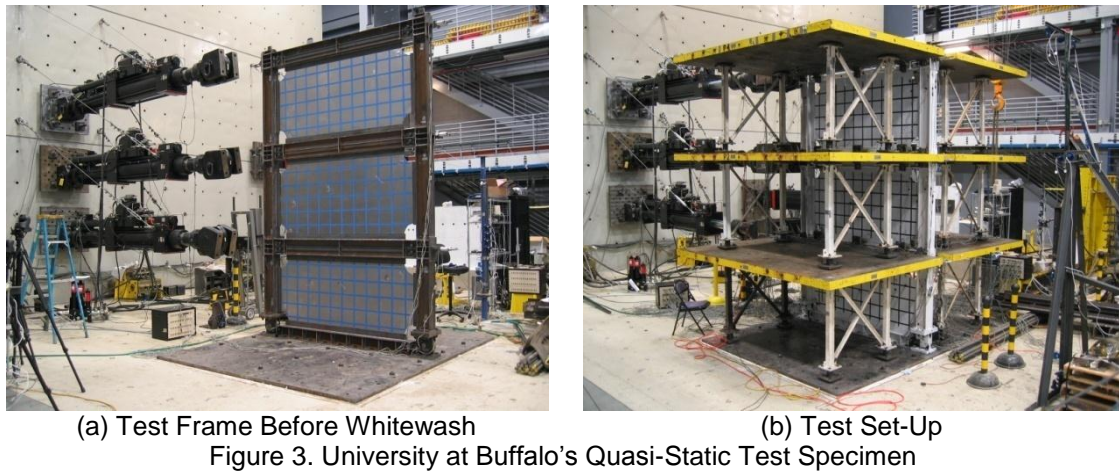 (a) Test Frame Before Whitewash
(b) Test Set-Up
Figure 3. University at Buffalo's Quasi-Static Test Specimen